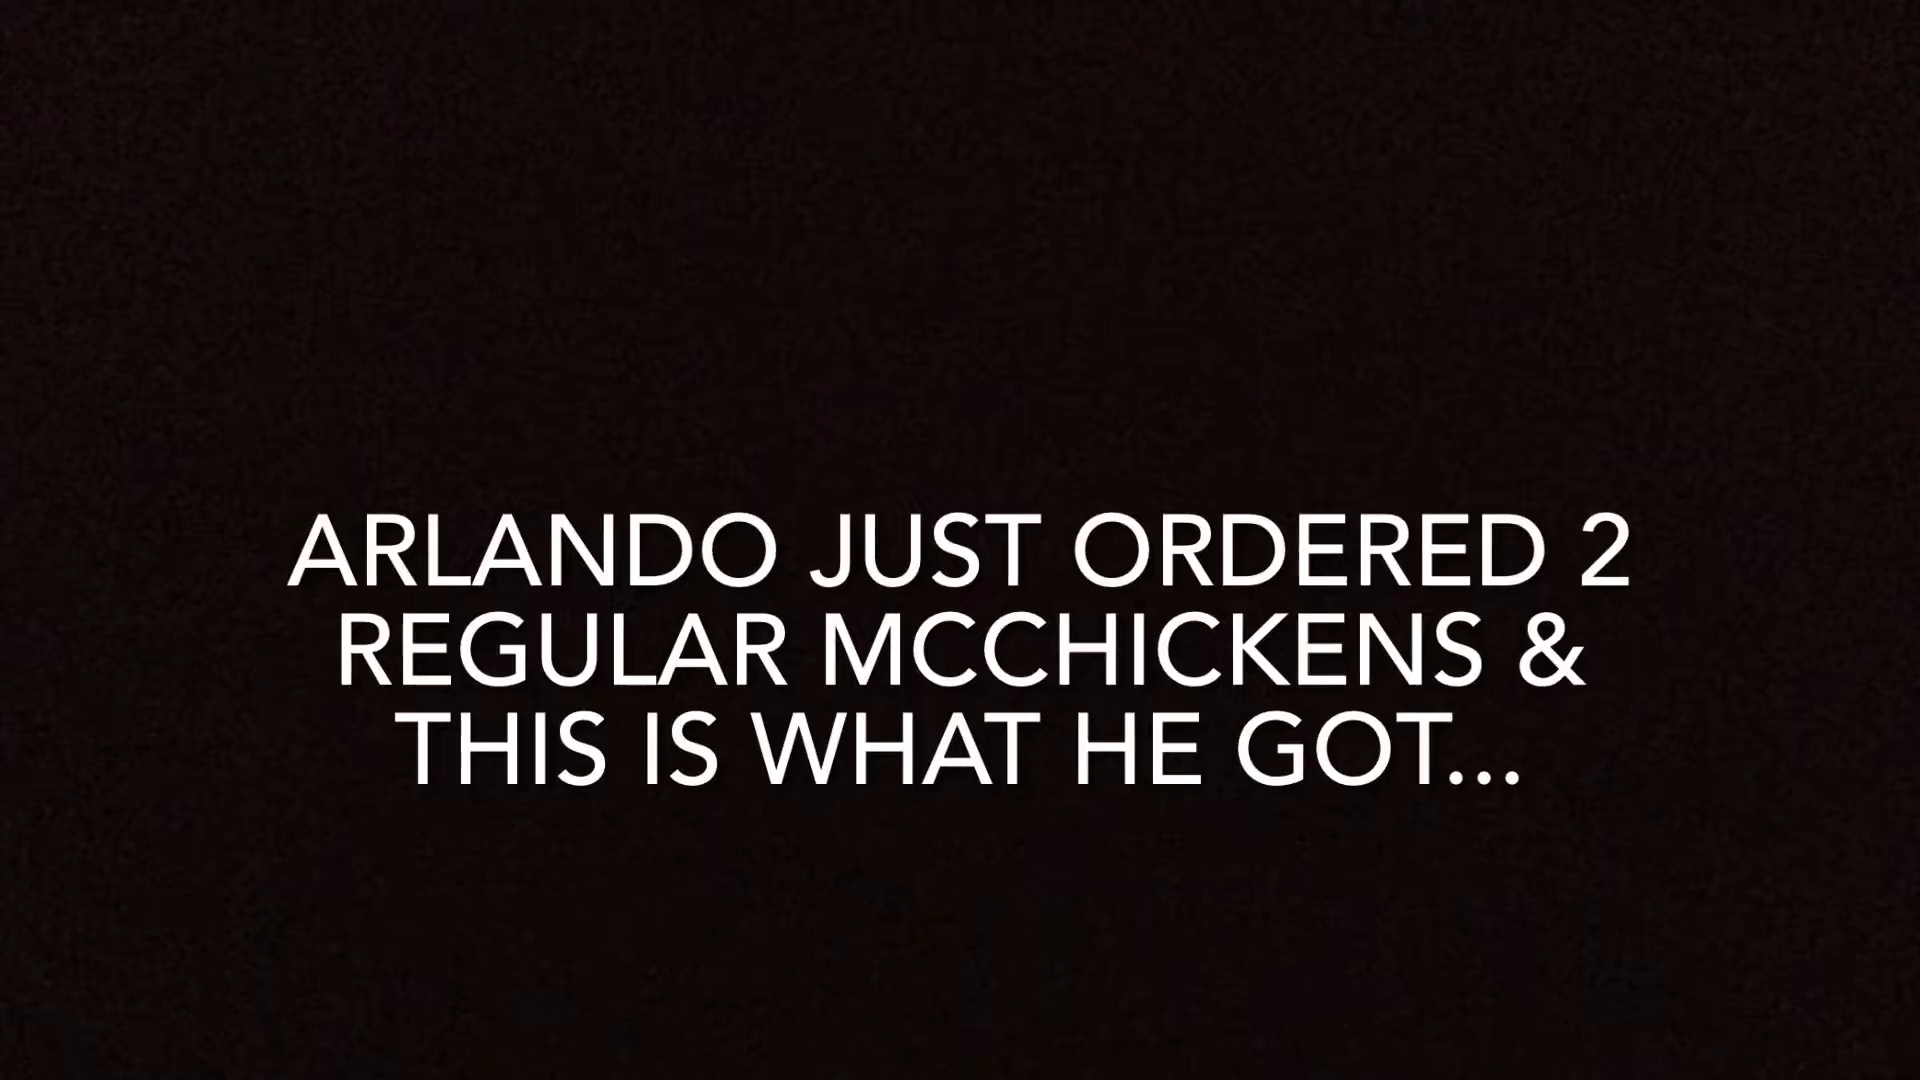 ARLANDO JUST ORDERED 2
REGULAR MCCHICKENS &
THIS IS WHAT HE GOT...